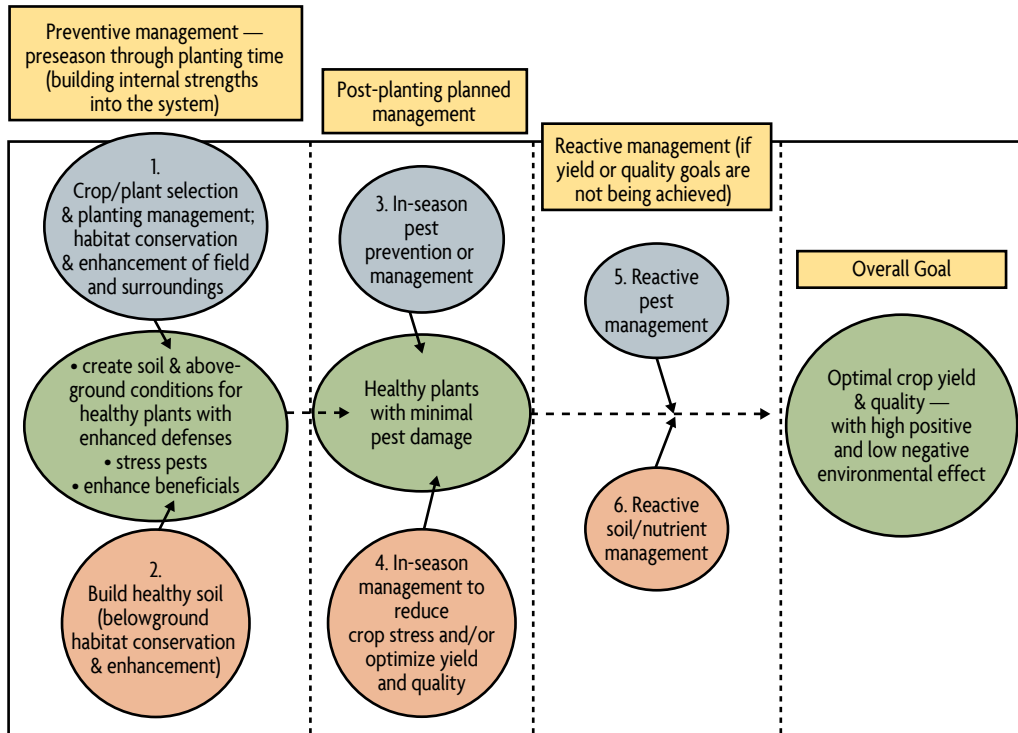 Preventive management —
preseason through planting time
(building internal strengths
into the system)
Post-planting planned
management
Reactive management (if
yield or quality goals are
not being achieved)
Overall Goal
1.
Crop/plant selection
& planting management;
habitat conservation
& enhancement of field
and surroundings
• create soil & above-
ground conditions for
healthy plants with
enhanced defenses
• stress pests
• enhance beneficials
2.
Build healthy soil
(belowground
habitat conservation
& enhancement)
3. In-season
pest
prevention or
management
Healthy plants
with minimal
pest damage
4. In-season
management to
reduce
crop stress and/or
optimize yield
and quality
5. Reactive
pest
management
6. Reactive
soil/nutrient
management
Optimal crop yield
& quality —
with high positive
and low negative
environmental effect